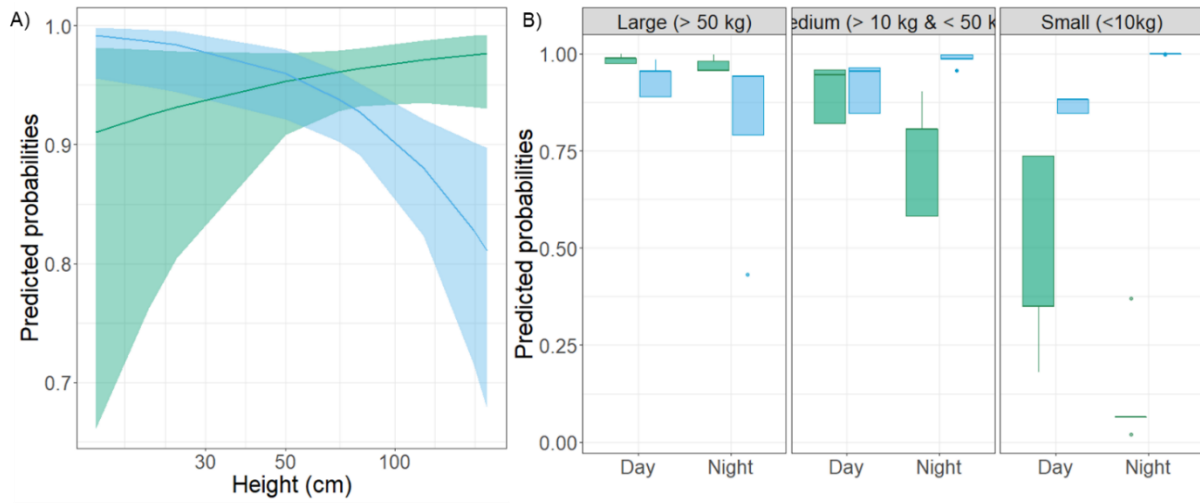 A)
Predicted probabilities
1.0
0.9
0.8
0.7
30
50
100
Height (cm)
B)
Predicted probabilities
Large (> 50 kg)
edium (> 10 kg & < 50 k
Small (<10kg)
1.00
0.75
0.50
0.25
0.00
Day
Night
Day
Night
Day
Night